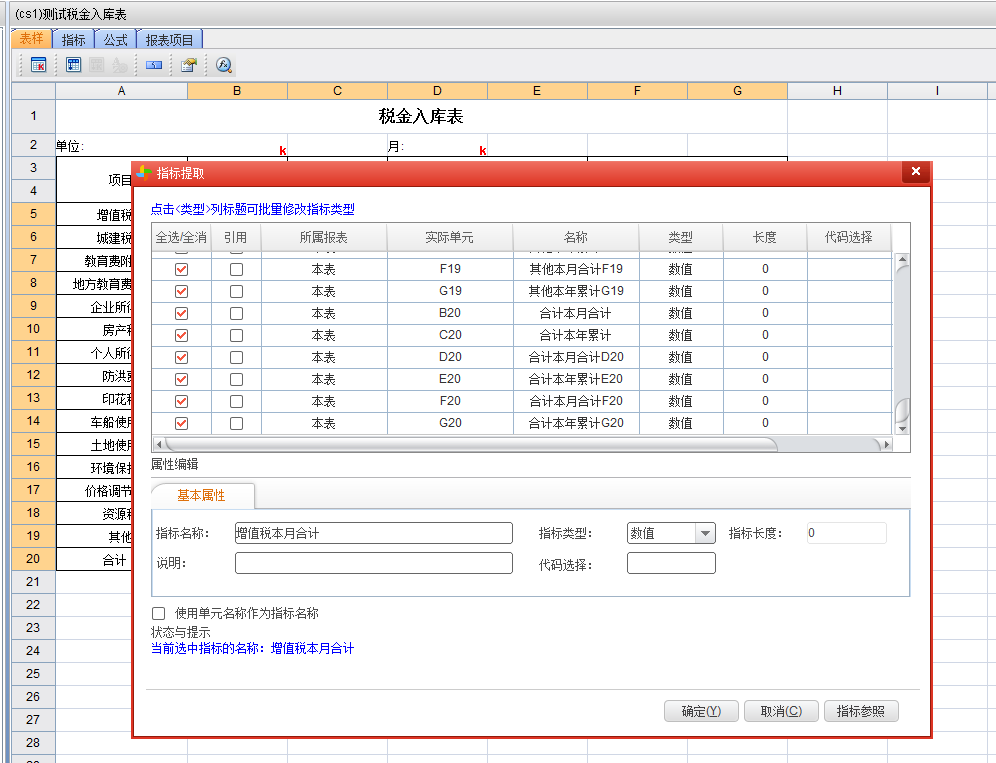 (cs1)测试税金入库表
表样 指标 公式 报表项目
A B C D E F G H I
1 税金入库表
2 单位: k 月: k
3
项目
4
5 增值税
6 城建税
7 教育费附
8 地方教育费
9 企业所得
10 房产税
11 个人所得
12 防洪费
13 印花税
14 车船使用
15 土地使用
16 环境保护
17 价格调节
18 资源税
19 其他
20 合计
21
22
23
24
25
26
27
28
指标提取
点击<类型>列标题可批量修改指标类型
全选/全消 引用 所属报表 实际单元 名称 类型 长度 代码选择
本表 F19 其他本月合计F19 数值 0
本表 G19 其他本年累计G19 数值 0
本表 B20 合计本月合计 数值 0
本表 C20 合计本年累计 数值 0
本表 D20 合计本月合计D20 数值 0
本表 E20 合计本年累计E20 数值 0
本表 F20 合计本月合计F20 数值 0
本表 G20 合计本年累计G20 数值 0
属性编辑
基本属性
指标名称: 增值税本月合计 指标类型: 数值 指标长度: 0
说明: 代码选择:
使用单元名称作为指标名称
状态与提示
当前选中指标的名称: 增值税本月合计
确定(Y) 取消(C) 指标参照